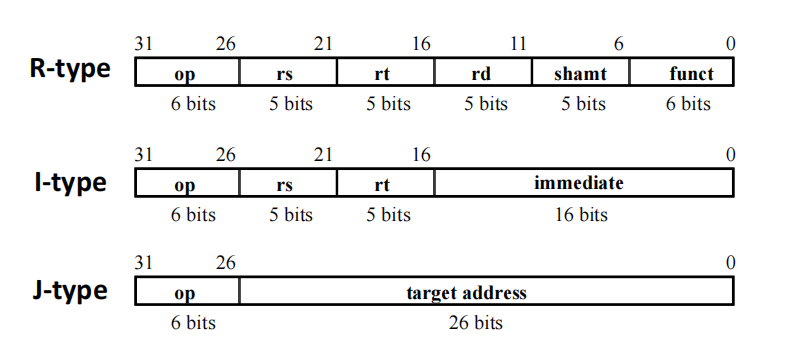 31 26 21 16 11 6 0
R-type op rs rt rd shamt funct
6 bits 5 bits 5 bits 5 bits 5 bits 6 bits
31 26 21 16 0
I-type op rs rt immediate
6 bits 5 bits 5 bits 16 bits
31 26 0
J-type op target address
6 bits 26 bits